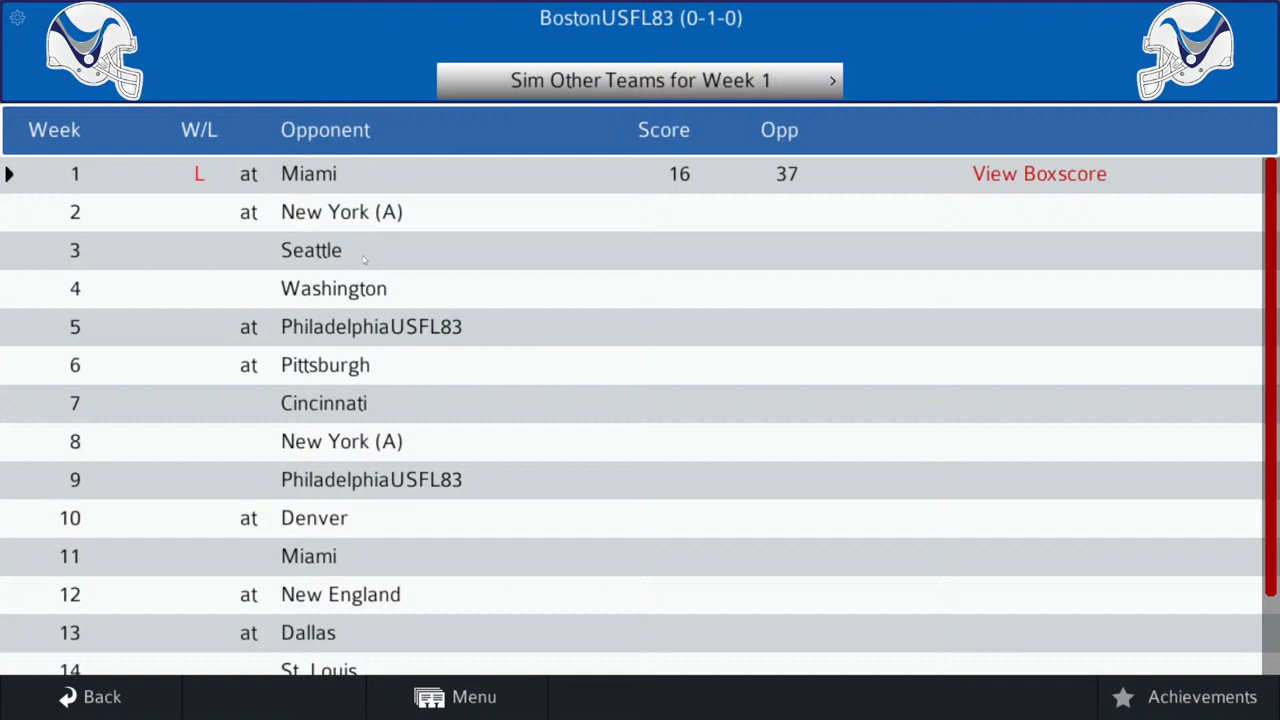 BostonUSFL83 (0-1-0)
Sim Other Teams for Week 1
Week W/L Opponent Score Opp
1 L at Miami 16 37 View Boxscore
2 at New York (A)
3 Seattle
4 Washington
5 at PhiladelphiaUSFL83
6 at Pittsburgh
7 Cincinnati
8 New York (A)
9 PhiladelphiaUSFL83
10 at Denver
11 Miami
12 at New England
13 at Dallas
14 St. Louis
Back Menu Achievements